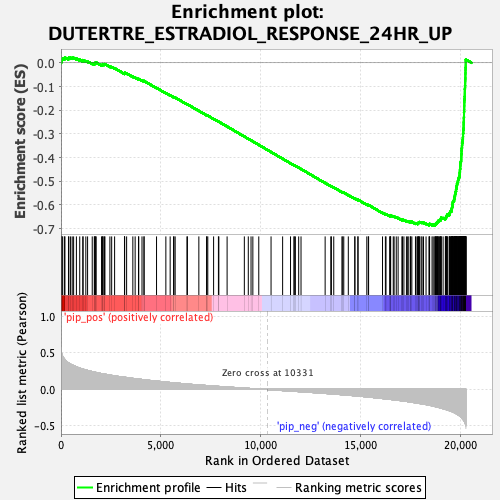 Enrichment plot:
DUTERTRE_ESTRADIOL_RESPONSE_24HR_UP
Enrichment score (ES)
0.0
-0.1
-0.2
-0.3
-0.4
-0.5
-0.6
-0.7
Ranked list metric (Pearson)
1.0
0.5
0.0
-0.5
'pip_pos' (positively correlated)
Zero cross at 10331
'pip_neg' (negatively correlated)
0
5,000
10,000
15,000
20,000
Rank in Ordered Dataset
Enrichment profile
Hits
Ranking metric scores